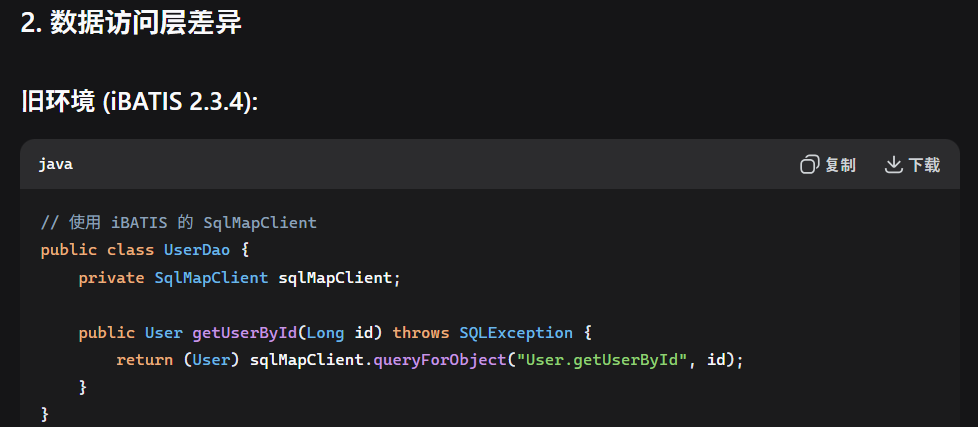 2. 数据访问层差异
旧环境 (iBATIS 2.3.4):
java 复制 下载
// 使用 iBATIS 的 SqlMapClient
public class UserDao {
    private SqlMapClient sqlMapClient;
    public User getUserById(Long id) throws SQLException {
        return (User) sqlMapClient.queryForObject("User.getUserById", id);
    }
}